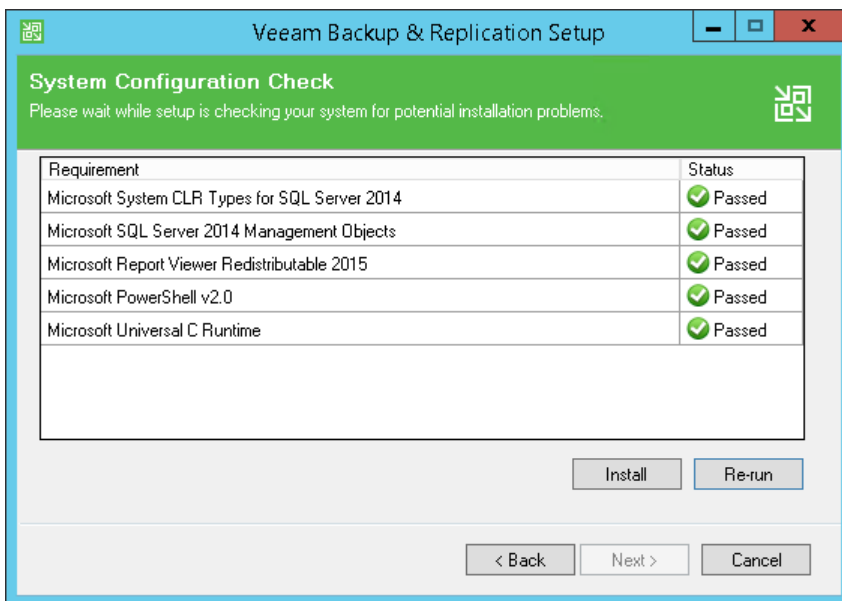 Veeam Backup & Replication Setup
System Configuration Check
Please wait while setup is checking your system for potential installation problems.
Requirement Status
Microsoft System CLR Types for SQL Server 2014 Passed
Microsoft SQL Server 2014 Management Objects Passed
Microsoft Report Viewer Redistributable 2015 Passed
Microsoft PowerShell v2.0 Passed
Microsoft Universal C Runtime Passed
Install Re-run
< Back Next > Cancel